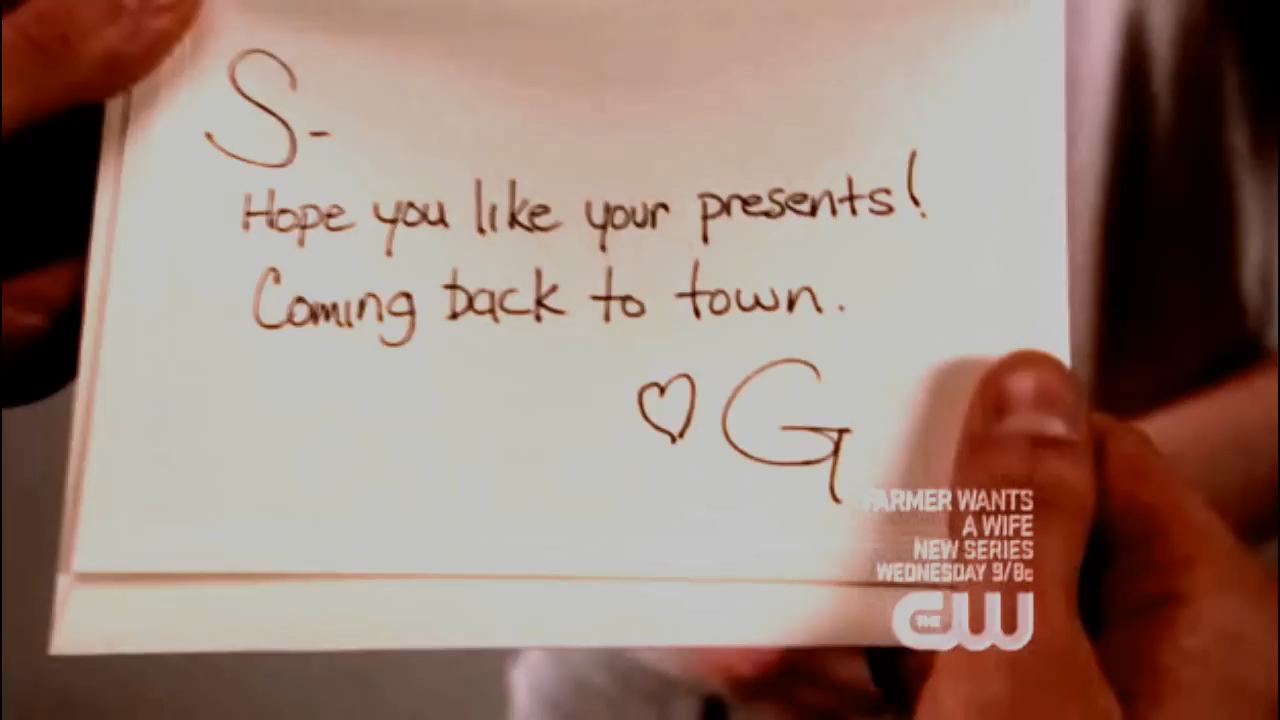 S-
Hope you like your presents!
Coming back to town.
♡ G
FARMER WANTS
A WIFE
NEW SERIES
WEDNESDAY 9/8c
THE CW